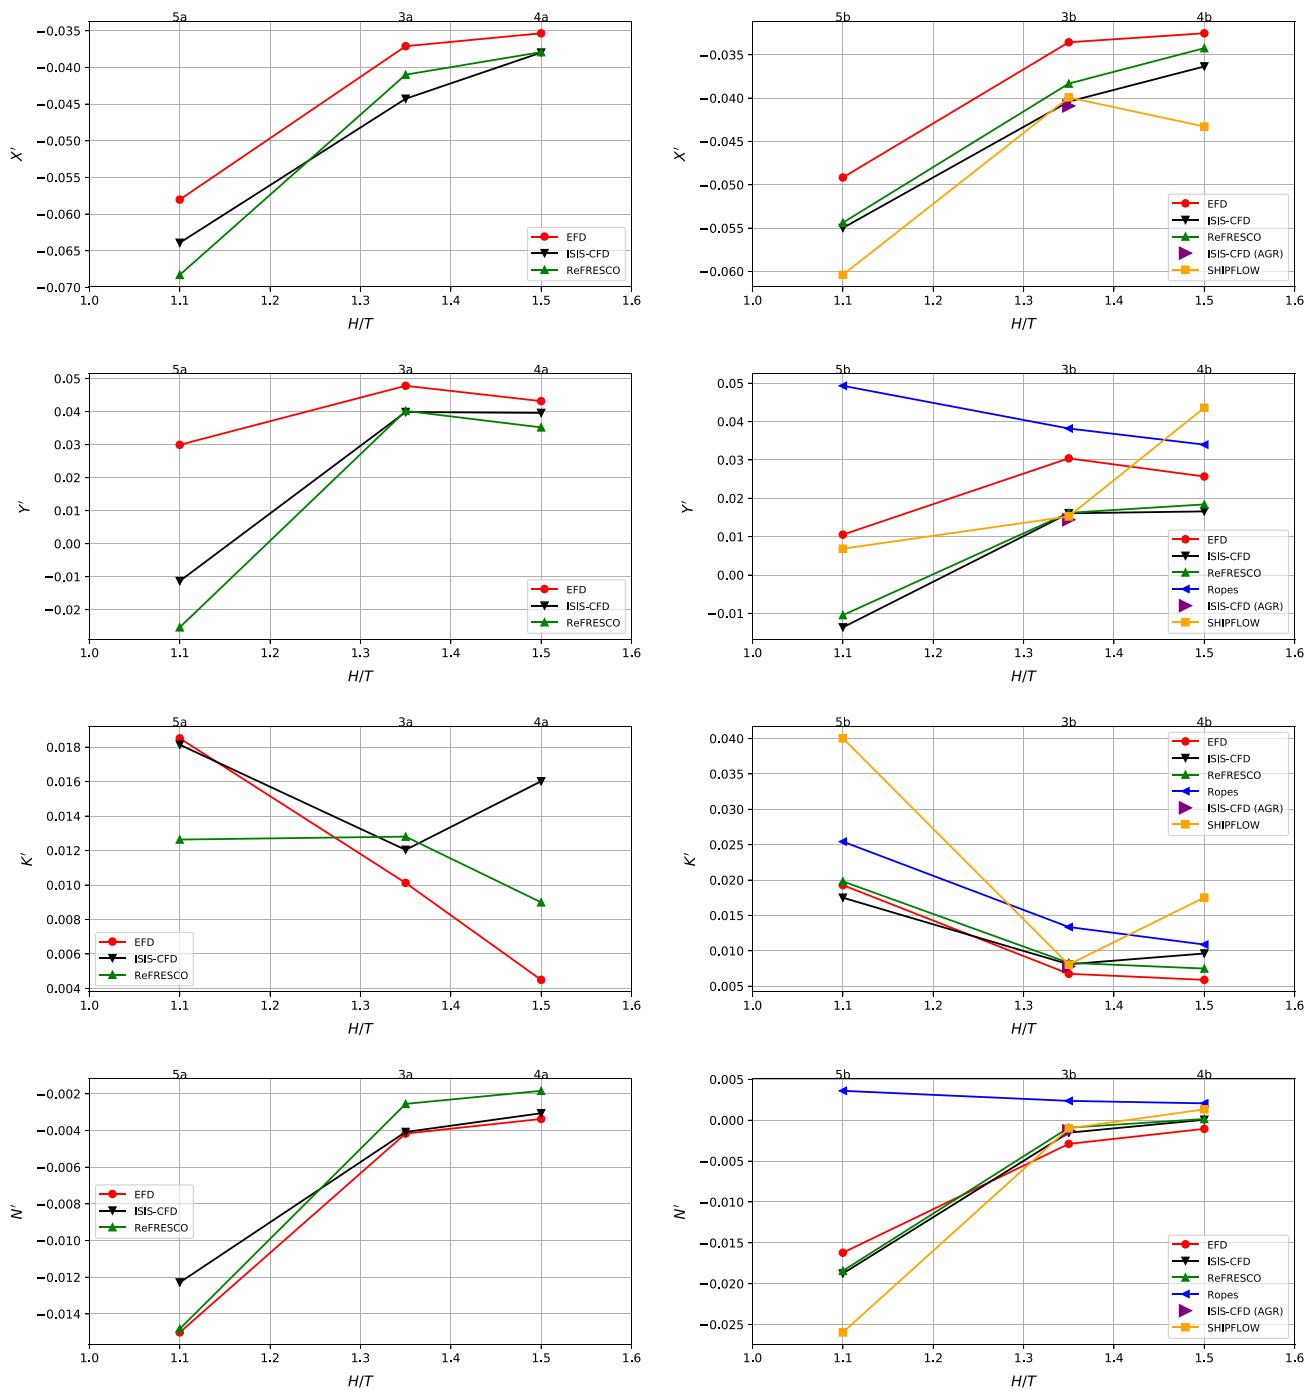 5a 3a 4a
−0.035
−0.040
−0.045
−0.050
−0.055
−0.060
−0.065
−0.070
X′
EFD
ISIS-CFD
ReFRESCO
1.0 1.1 1.2 1.3 1.4 1.5 1.6
H/T
5b 3b 4b
−0.035
−0.040
−0.045
−0.050
−0.055
−0.060
X′
EFD
ISIS-CFD
ReFRESCO
ISIS-CFD (AGR)
SHIPFLOW
1.0 1.1 1.2 1.3 1.4 1.5 1.6
H/T
5a 3a 4a
0.05
0.04
0.03
0.02
0.01
0.00
−0.01
−0.02
Y′
EFD
ISIS-CFD
ReFRESCO
1.0 1.1 1.2 1.3 1.4 1.5 1.6
H/T
5b 3b 4b
0.05
0.04
0.03
0.02
0.01
0.00
−0.01
Y′
EFD
ISIS-CFD
ReFRESCO
Ropes
ISIS-CFD (AGR)
SHIPFLOW
1.0 1.1 1.2 1.3 1.4 1.5 1.6
H/T
5a 3a 4a
0.018
0.016
0.014
0.012
0.010
0.008
0.006
0.004
K′
EFD
ISIS-CFD
ReFRESCO
1.0 1.1 1.2 1.3 1.4 1.5 1.6
H/T
5b 3b 4b
0.040
0.035
0.030
0.025
0.020
0.015
0.010
0.005
K′
EFD
ISIS-CFD
ReFRESCO
Ropes
ISIS-CFD (AGR)
SHIPFLOW
1.0 1.1 1.2 1.3 1.4 1.5 1.6
H/T
5a 3a 4a
−0.002
−0.004
−0.006
−0.008
−0.010
−0.012
−0.014
N′
EFD
ISIS-CFD
ReFRESCO
1.0 1.1 1.2 1.3 1.4 1.5 1.6
H/T
5b 3b 4b
0.005
0.000
−0.005
−0.010
−0.015
−0.020
−0.025
N′
EFD
ISIS-CFD
ReFRESCO
Ropes
ISIS-CFD (AGR)
SHIPFLOW
1.0 1.1 1.2 1.3 1.4 1.5 1.6
H/T